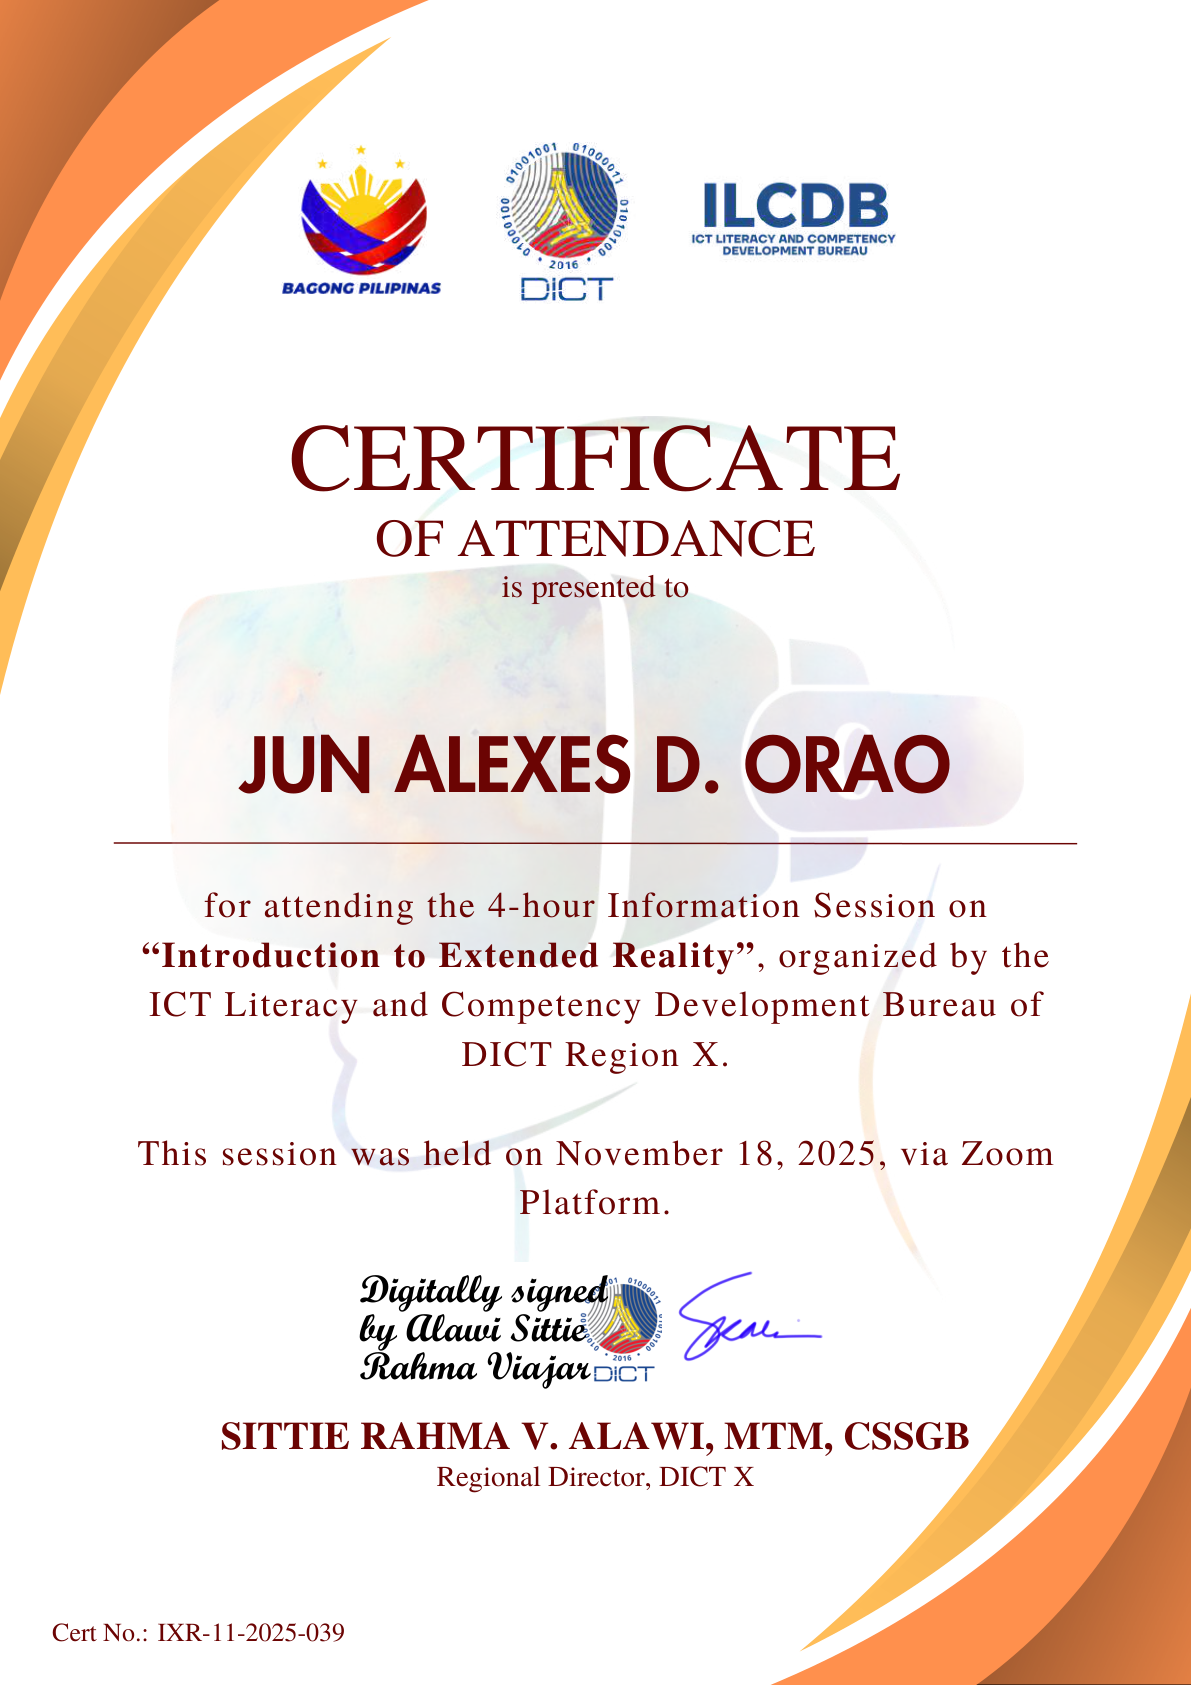 BAGONG PILIPINAS
01000100 01001001 01000011 01010100
2016
DICT
ILCDB
ICT LITERACY AND COMPETENCY
DEVELOPMENT BUREAU
CERTIFICATE
OF ATTENDANCE
is presented to
JUN ALEXES D. ORAO
for attending the 4-hour Information Session on
“Introduction to Extended Reality”, organized by the
ICT Literacy and Competency Development Bureau of
DICT Region X.
This session was held on November 18, 2025, via Zoom
Platform.
Digitally signed
by Alawi Sittie
Rahma Viajar
2016
DICT
SITTIE RAHMA V. ALAWI, MTM, CSSGB
Regional Director, DICT X
Cert No.: IXR-11-2025-039